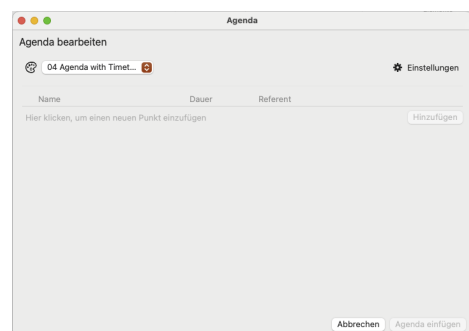 Agenda
Agenda bearbeiten
04 Agenda with Timet...
Einstellungen
Name Dauer Referent
Hier klicken, um einen neuen Punkt einzufügen
Hinzufügen
Abbrechen Agenda einfügen